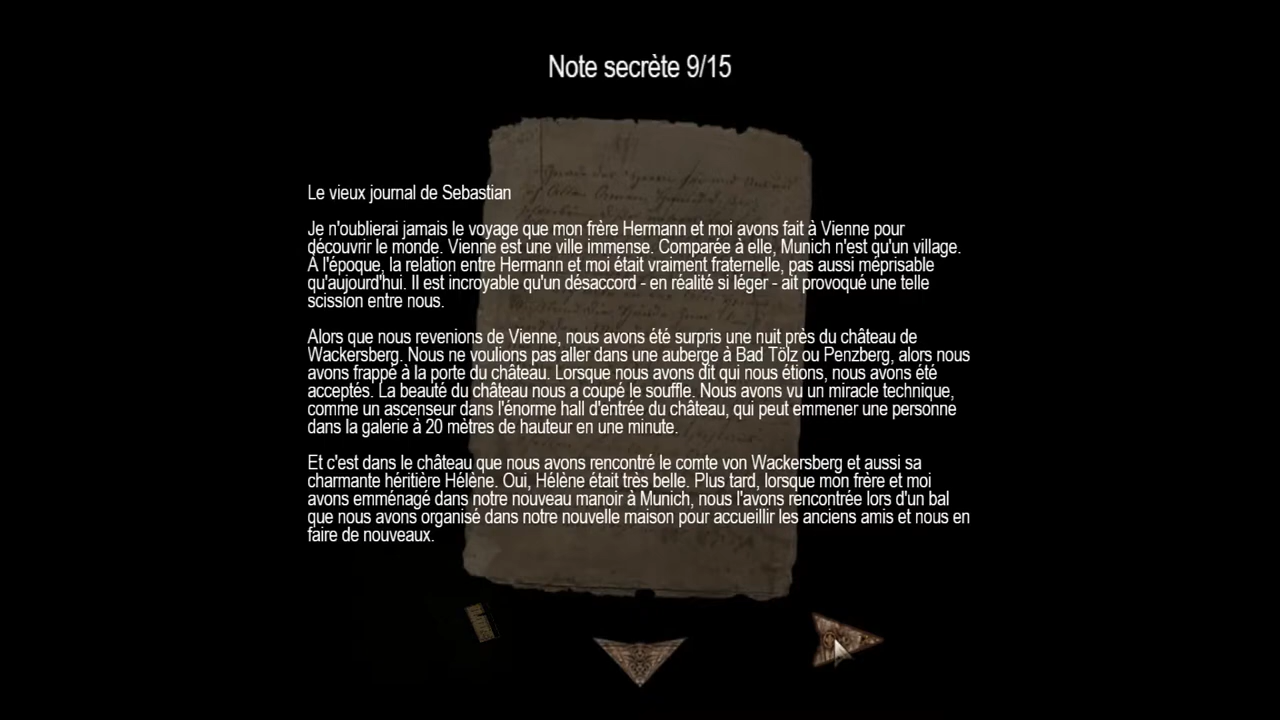 Note secrète 9/15
Le vieux journal de Sebastian
Je n'oublierai jamais le voyage que mon frère Hermann et moi avons fait à Vienne pour
découvrir le monde. Vienne est une ville immense. Comparée à elle, Munich n'est qu'un village.
À l'époque, la relation entre Hermann et moi était vraiment fraternelle, pas aussi méprisable
qu'aujourd'hui. Il est incroyable qu'un désaccord - en réalité si léger - ait provoqué une telle
scission entre nous.
Alors que nous revenions de Vienne, nous avons été surpris une nuit près du château de
Wackersberg. Nous ne voulions pas aller dans une auberge à Bad Tölz ou Penzberg, alors nous
avons frappé à la porte du château. Lorsque nous avons dit qui nous étions, nous avons été
acceptés. La beauté du château nous a coupé le souffle. Nous avons vu un miracle technique,
comme un ascenseur dans l'énorme hall d'entrée du château, qui peut emmener une personne
dans la galerie à 20 mètres de hauteur en une minute.
Et c'est dans le château que nous avons rencontré le comte von Wackersberg et aussi sa
charmante héritière Hélène. Oui, Hélène était très belle. Plus tard, lorsque mon frère et moi
avons emménagé dans notre nouveau manoir à Munich, nous l'avons rencontrée lors d'un bal
que nous avons organisé dans notre nouvelle maison pour accueillir les anciens amis et nous en
faire de nouveaux.